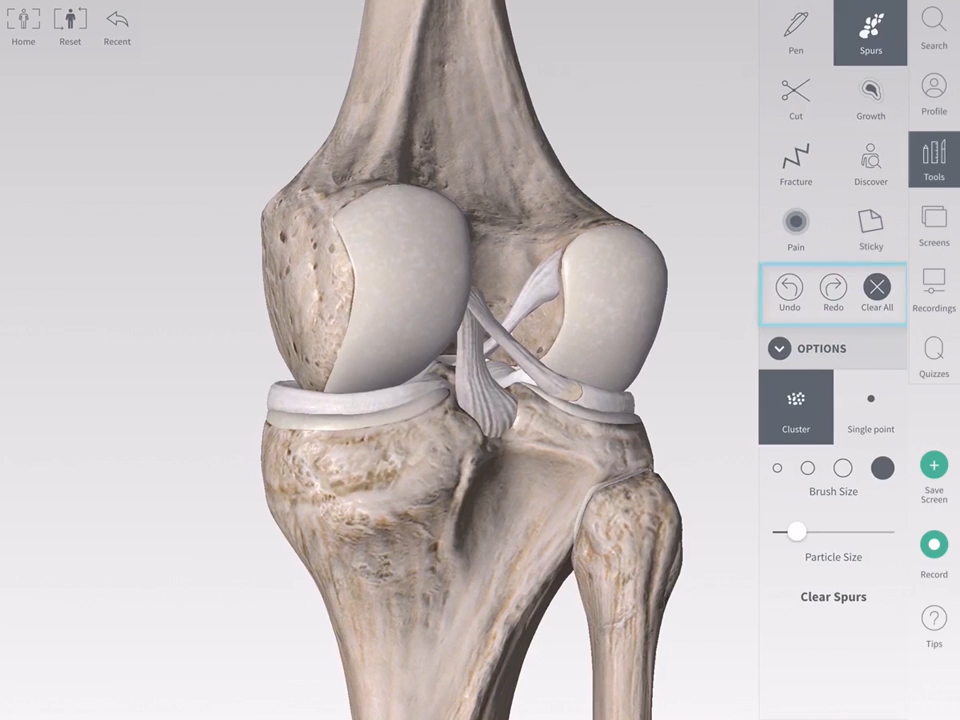 Home
Reset
Recent
Pen
Spurs
Search
Cut
Growth
Profile
Fracture
Discover
Tools
Pain
Sticky
Screens
Undo
Redo
Clear All
Recordings
OPTIONS
Quizzes
Cluster
Single point
Brush Size
Save
Screen
Particle Size
Record
Clear Spurs
Tips